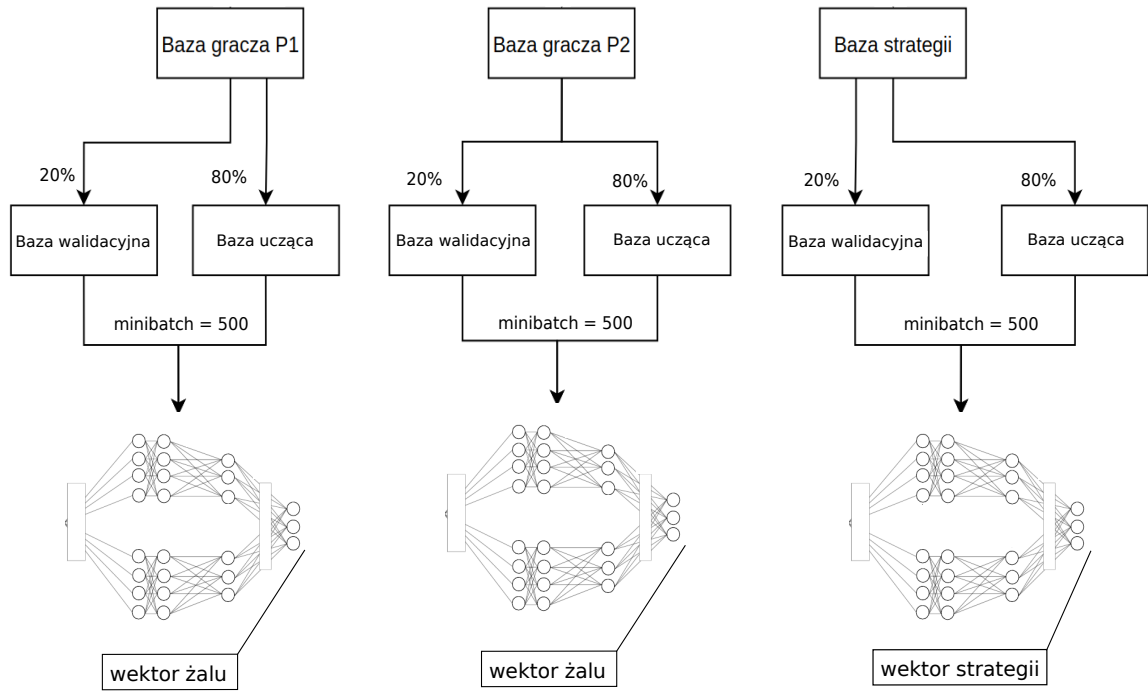 Baza gracza P1
Baza gracza P2
Baza strategii
20%
80%
20%
80%
20%
80%
Baza walidacyjna
Baza ucząca
Baza walidacyjna
Baza ucząca
Baza walidacyjna
Baza ucząca
minibatch = 500
minibatch = 500
minibatch = 500
wektor żalu
wektor żalu
wektor strategii